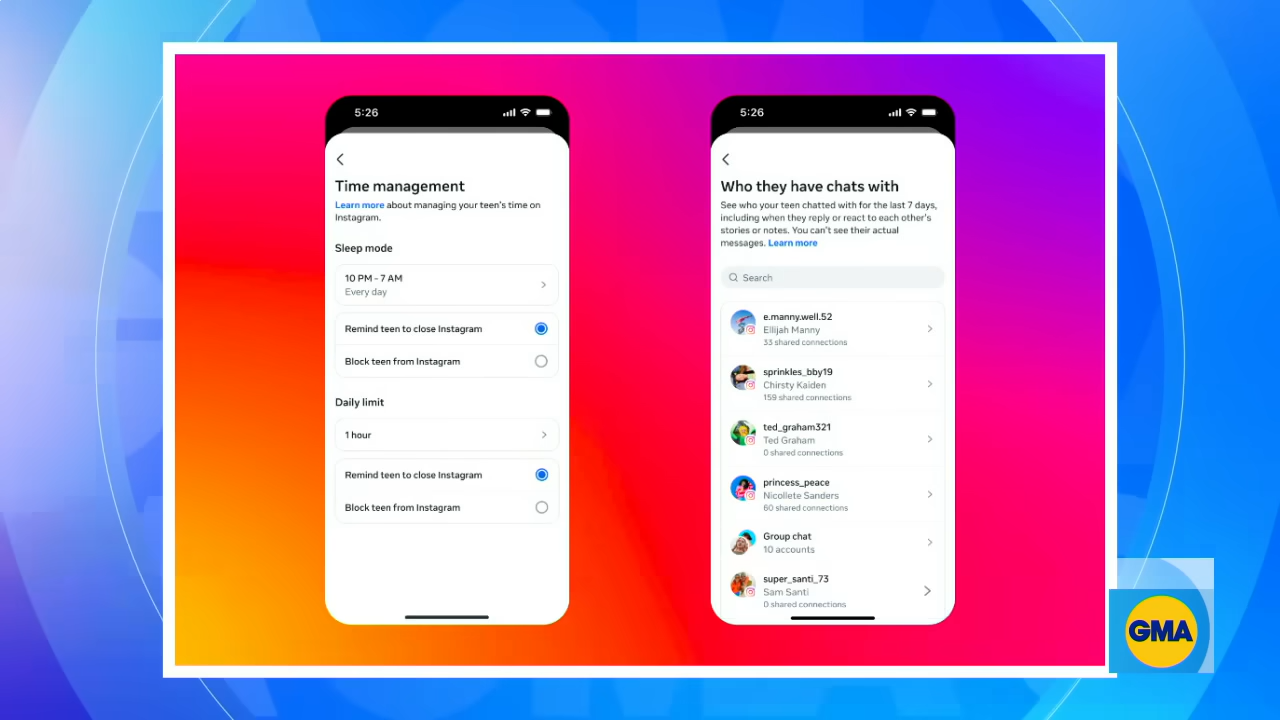 5:26
Time management
Learn more about managing your teen's time on
Instagram.
Sleep mode
10 PM - 7 AM
Every day
Remind teen to close Instagram
Block teen from Instagram
Daily limit
1 hour
Remind teen to close Instagram
Block teen from Instagram
5:26
Who they have chats with
See who your teen chatted with for the last 7 days,
including when they reply or react to each other's
stories or notes. You can't see their actual
messages. Learn more
Search
e.manny.well.52
Ellijah Manny
33 shared connections
sprinkles_bby19
Chirsty Kaiden
159 shared connections
ted_graham321
Ted Graham
0 shared connections
princess_peace
Nicollete Sanders
60 shared connections
Group chat
10 accounts
super_santi_73
Sam Santi
0 shared connections
GMA